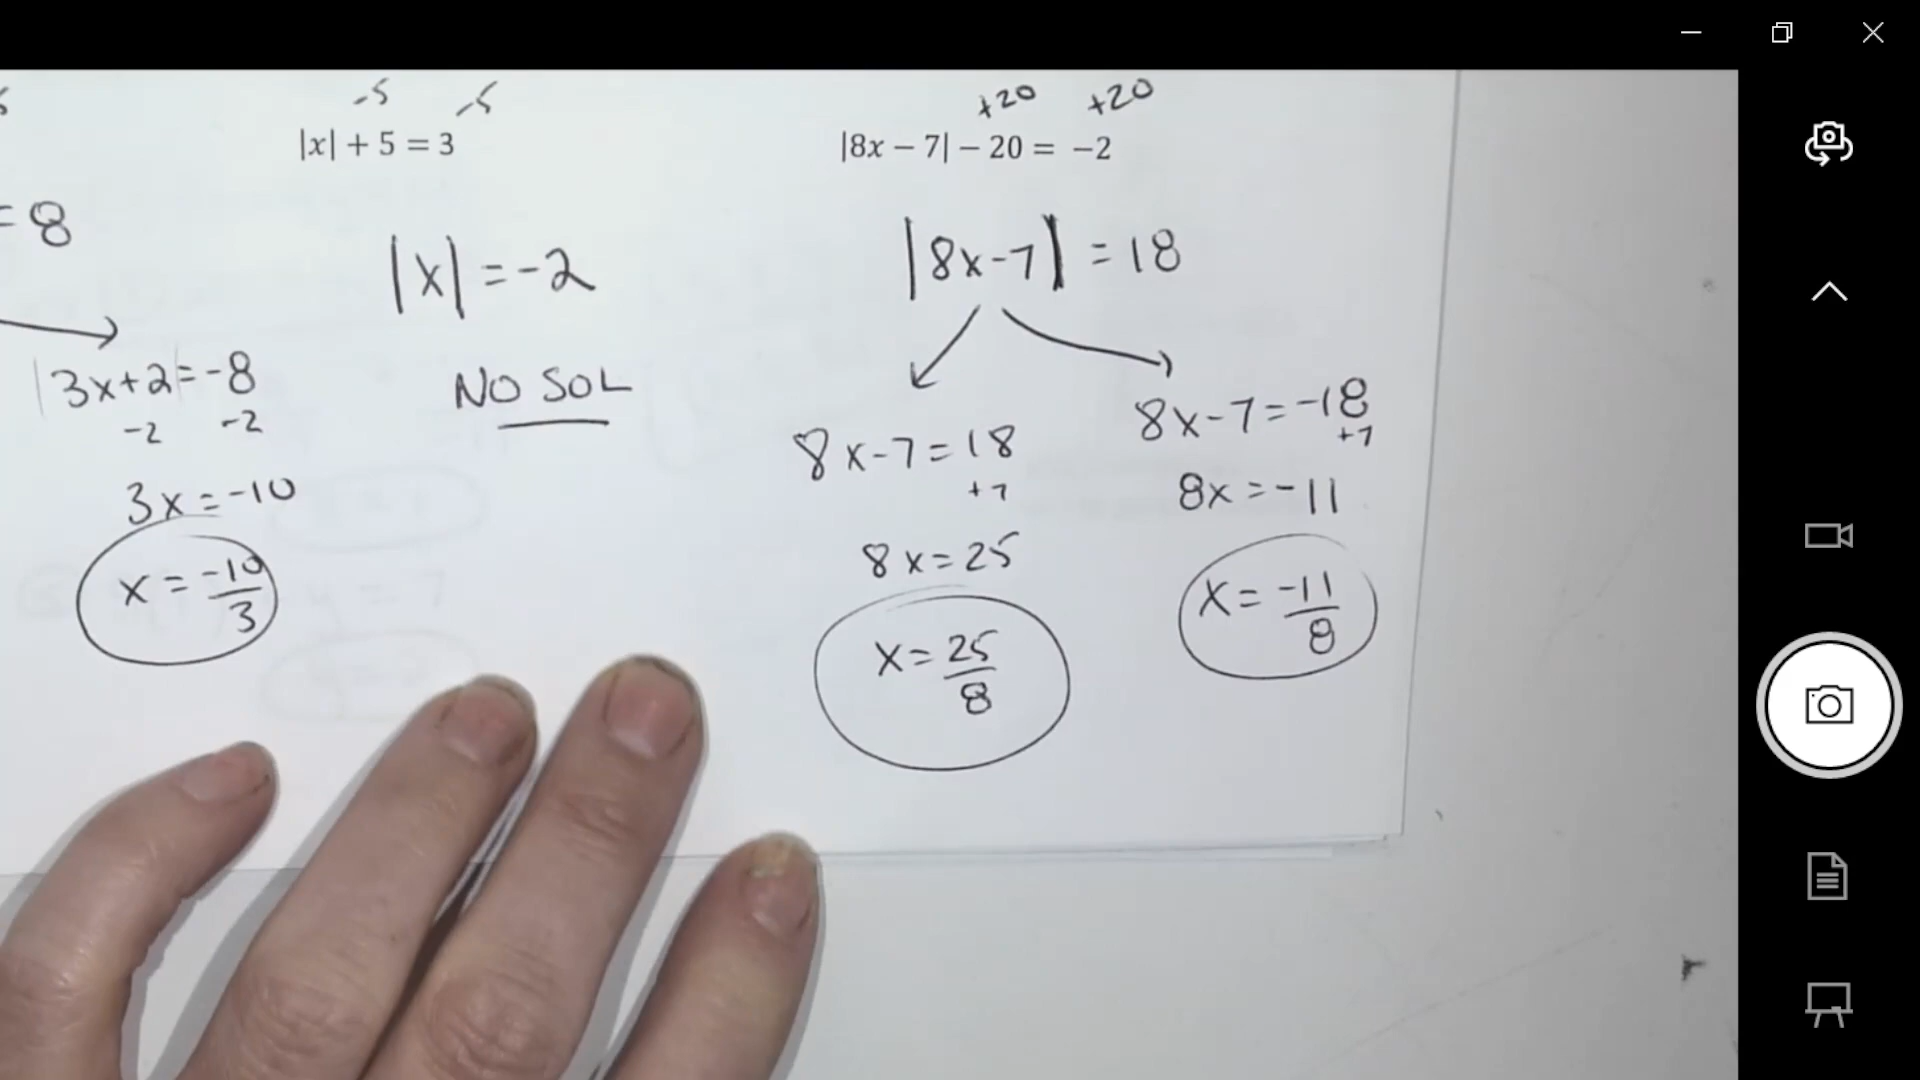 -5 -5
|x| + 5 = 3
|x| = -2
NO SOL
= 8
3x+2 = -8
-2 -2
3x = -10
x = -10/3
+20 +20
|8x − 7| − 20 = −2
|8x-7| = 18
8x-7 = 18
+7
8x = 25
x = 25/8
8x-7 = -18
+7
8x = -11
x = -11/8